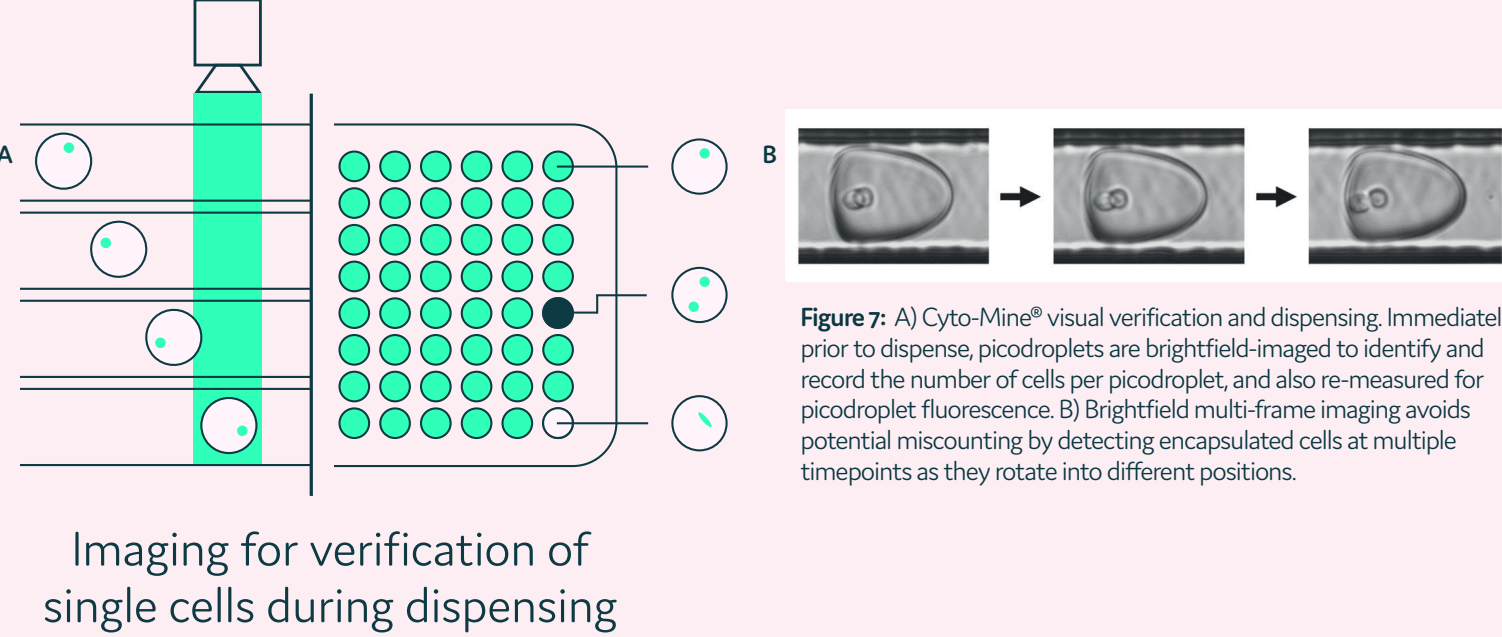 A
B
Figure 7: A) Cyto-Mine® visual verification and dispensing. Immediatel
prior to dispense, picodroplets are brightfield-imaged to identify and
record the number of cells per picodroplet, and also re-measured for
picodroplet fluorescence. B) Brightfield multi-frame imaging avoids
potential miscounting by detecting encapsulated cells at multiple
timepoints as they rotate into different positions.
Imaging for verification of
single cells during dispensing